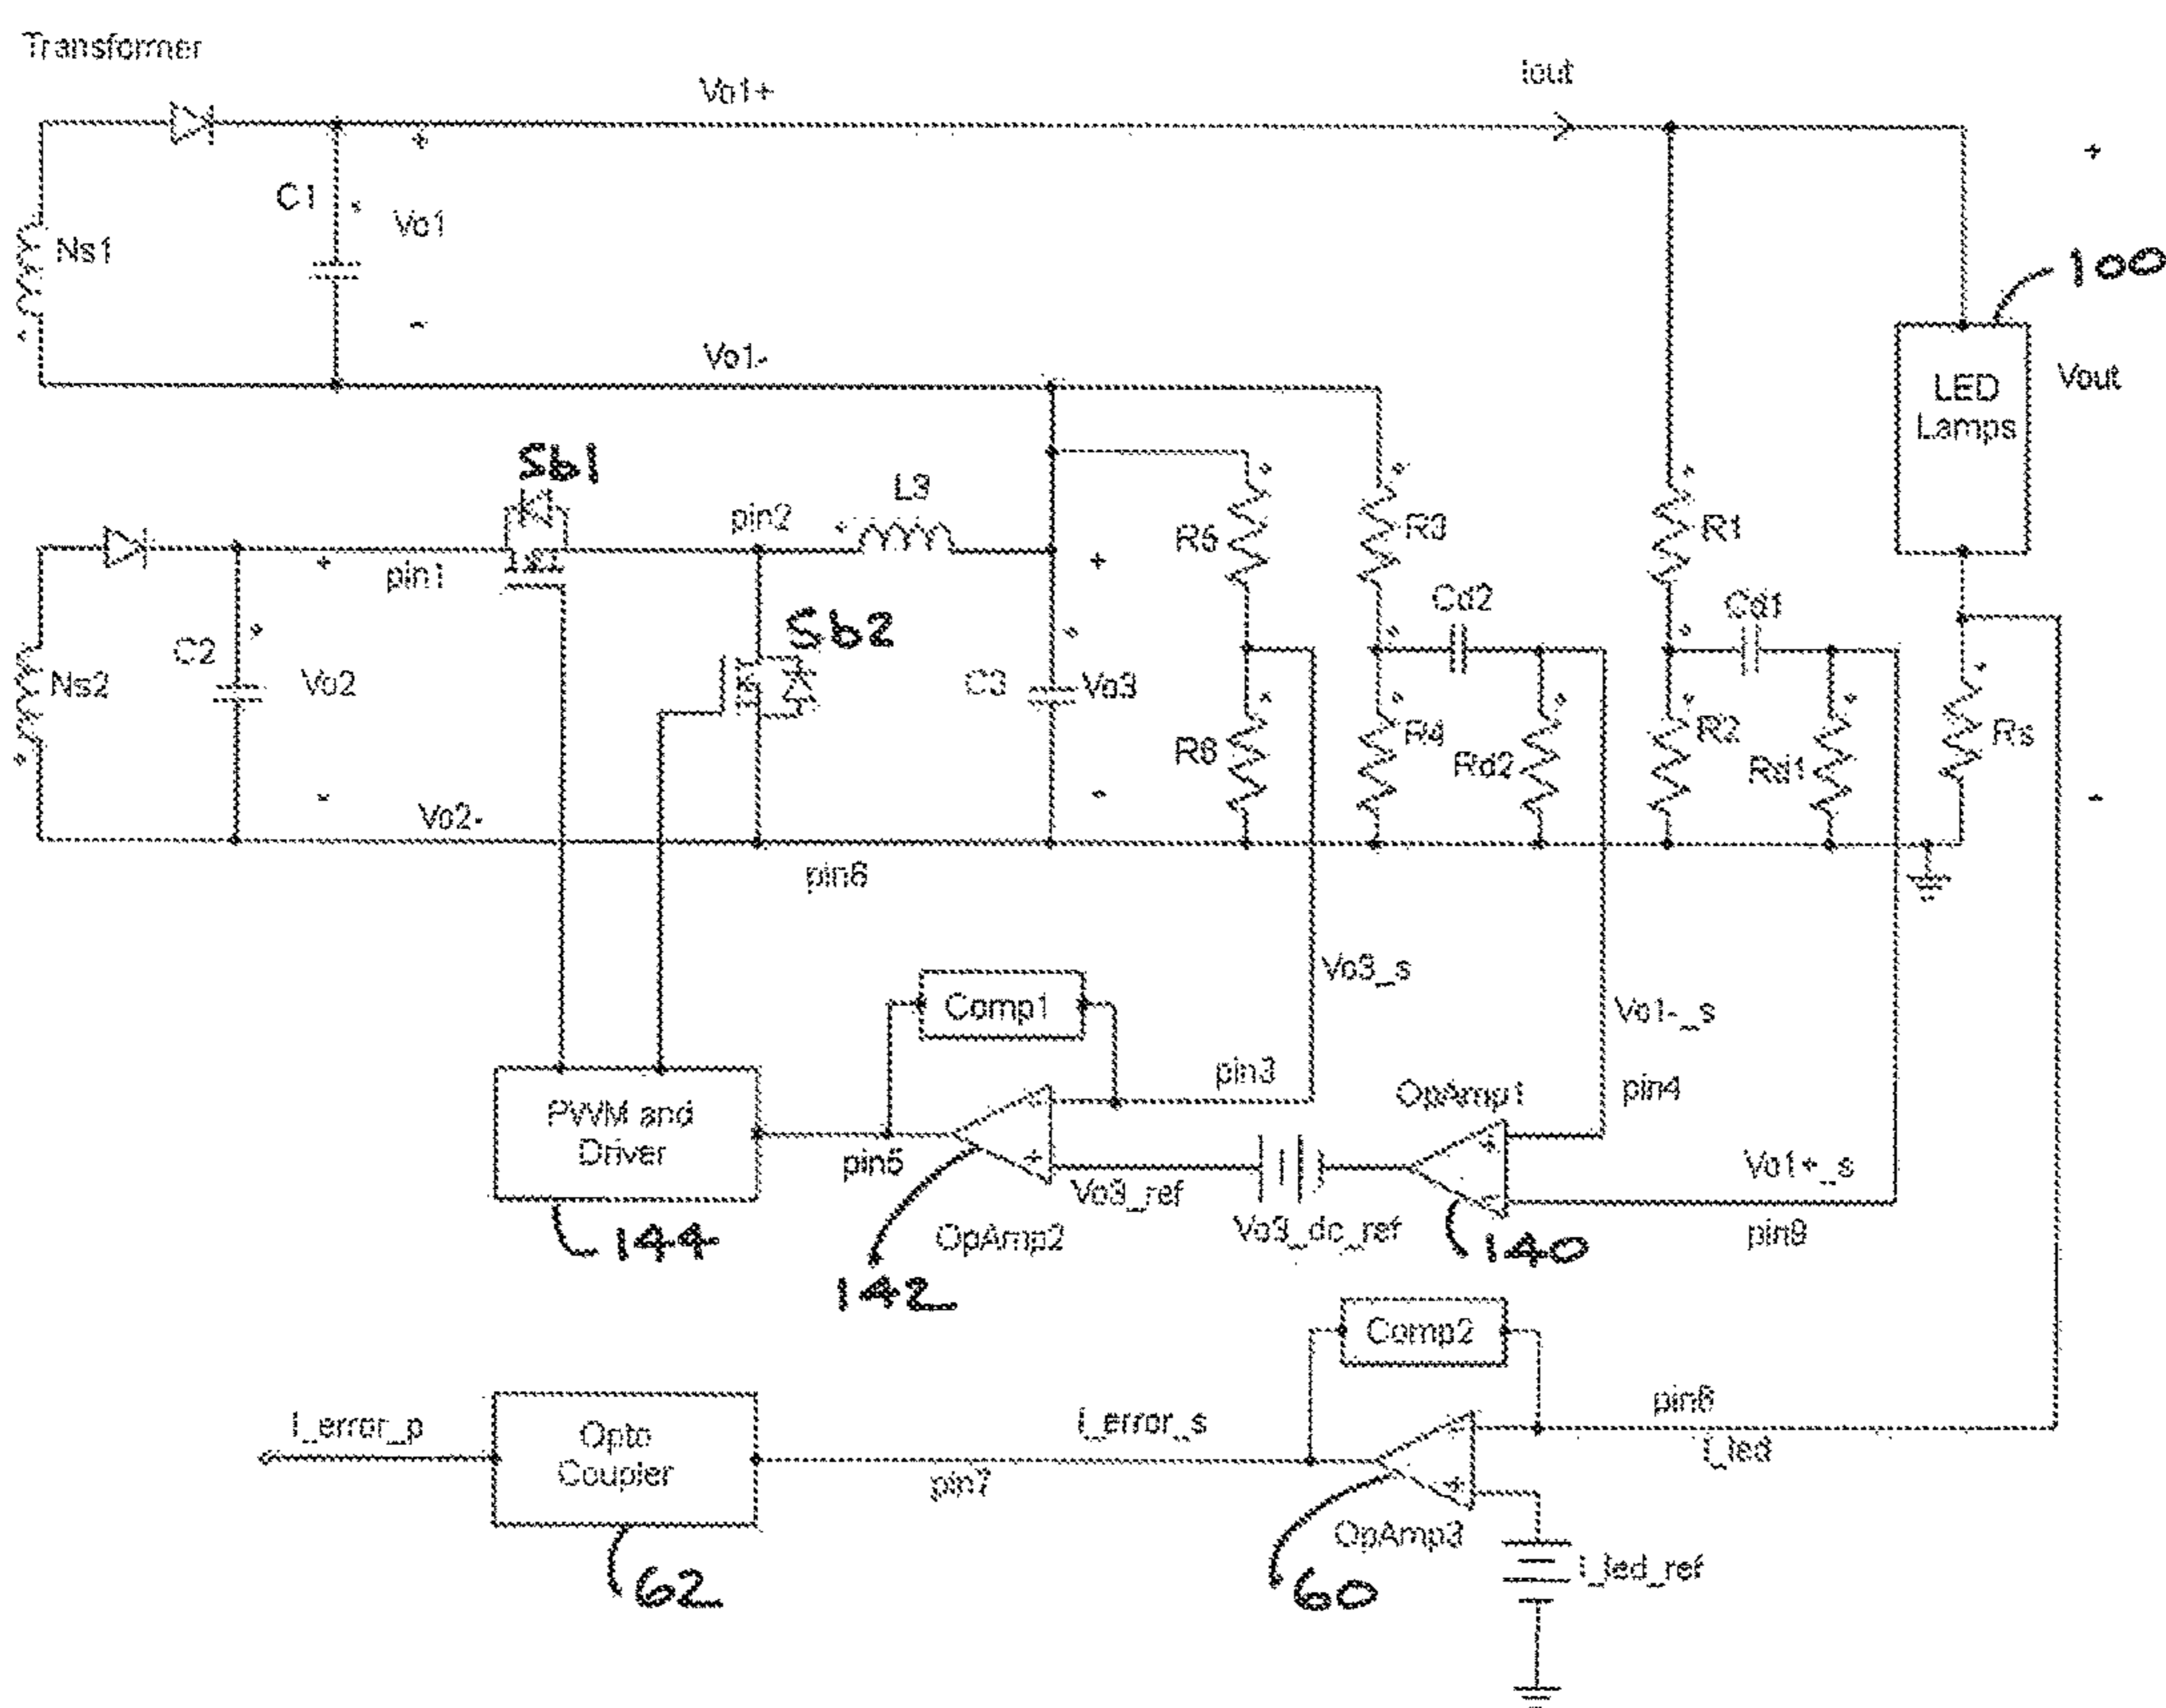 Transformer
Iout
Vo1+
+
+
C1
Vo1
Ns1
100
-
Vo1-
LED
Lamps
Vout
Sb1
L3
pin2
R5
R3
R1
pin1
+
+
Sb2
Cd2
Cd1
C2
Vo2
Ns2
C3
Vo3
R6
R4
Rd2
R2
Rd1
Rs
-
-
-
Vo2-
pin6
Vo3_s
Comp1
Vo1-_s
pin3
OpAmp1
pin4
PWM and
Driver
pin5
Vo3_ref
Vo1+_s
144
OpAmp2
Vo3_dc_ref
140
pin9
142
Comp2
I_error_p
Opto
Coupler
I_error_s
pin8
I_led
pin7
OpAmp3
62
60
I_led_ref